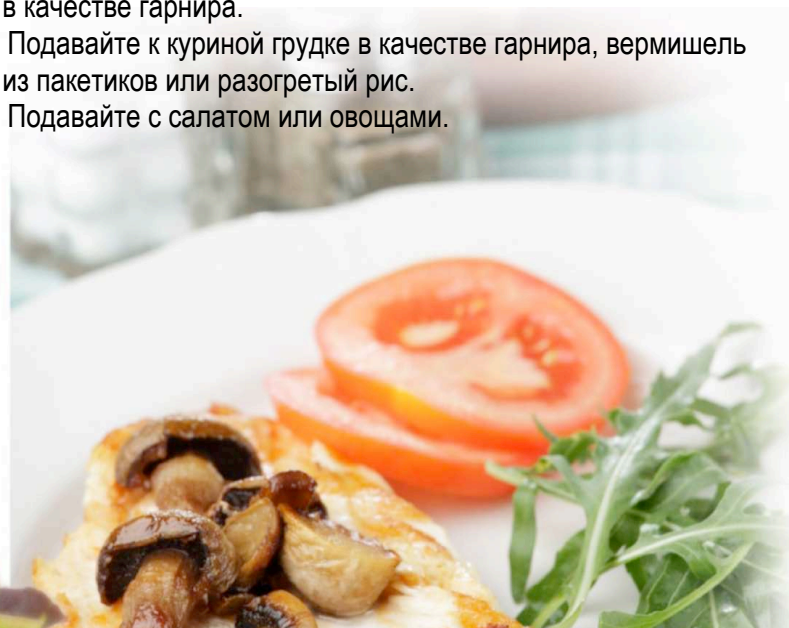 в качестве гарнира.
Подавайте к куриной грудке в качестве гарнира, вермишель
из пакетиков или разогретый рис.
Подавайте с салатом или овощами.